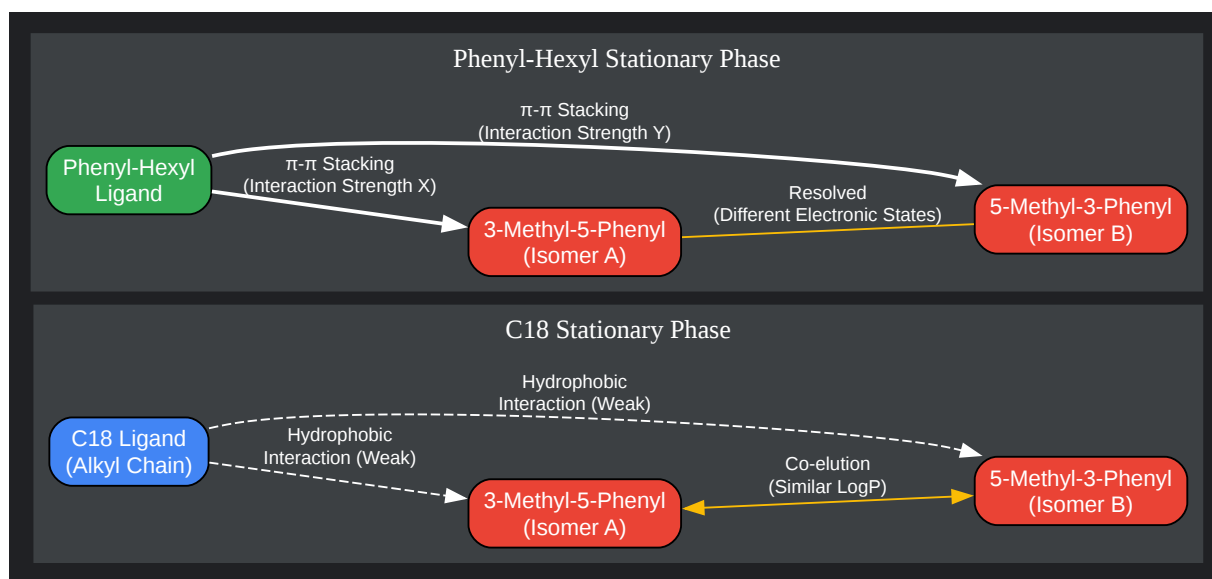 Phenyl-Hexyl Stationary Phase
π-π Stacking
(Interaction Strength Y)
Phenyl-Hexyl
Ligand
π-π Stacking
(Interaction Strength X)
Resolved
(Different Electronic States)
3-Methyl-5-Phenyl
(Isomer A)
5-Methyl-3-Phenyl
(Isomer B)
C18 Stationary Phase
Hydrophobic
Interaction (Weak)
C18 Ligand
(Alkyl Chain)
Hydrophobic
Interaction (Weak)
Co-elution
(Similar LogP)
3-Methyl-5-Phenyl
(Isomer A)
5-Methyl-3-Phenyl
(Isomer B)